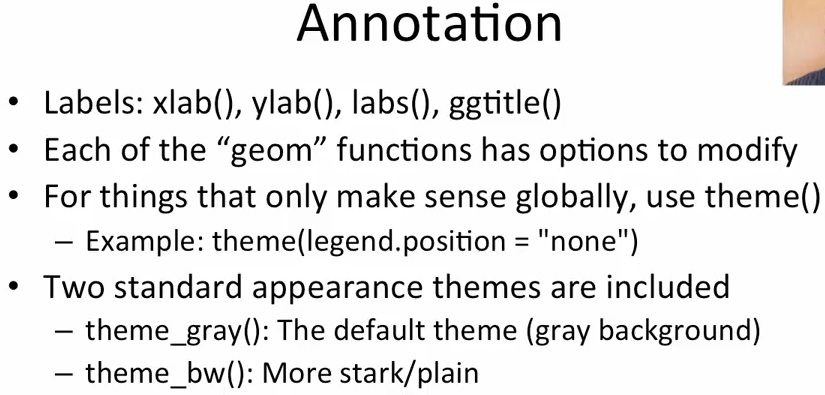 Annotation
• Labels: xlab(), ylab(), labs(), ggtitle()
• Each of the “geom” functions has options to modify
• For things that only make sense globally, use theme()
– Example: theme(legend.position = "none")
• Two standard appearance themes are included
– theme_gray(): The default theme (gray background)
– theme_bw(): More stark/plain